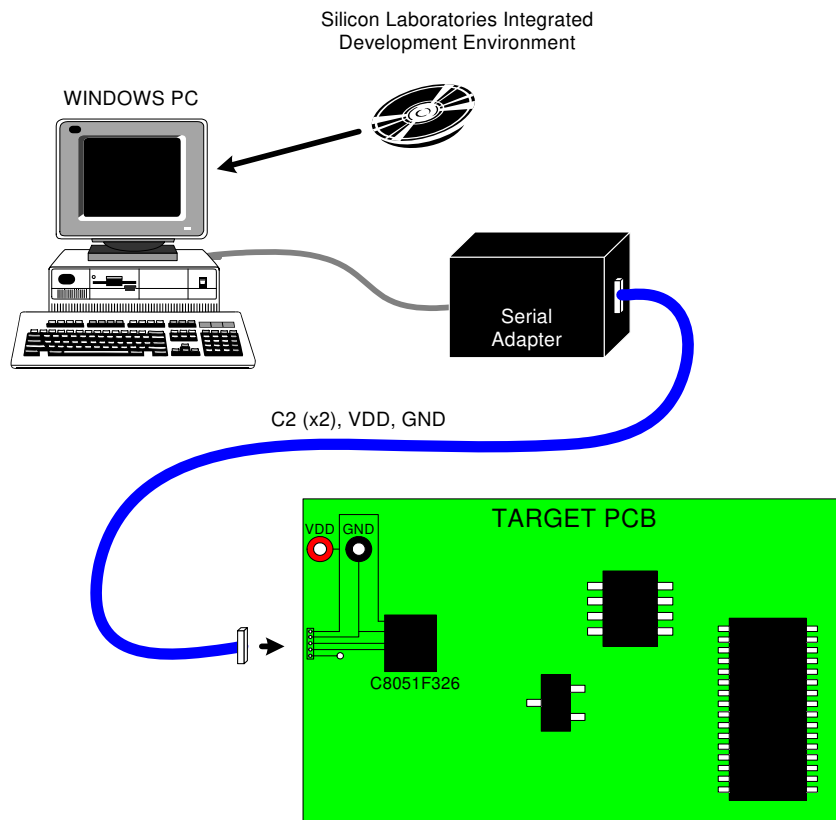 Silicon Laboratories Integrated
Development Environment
WINDOWS PC
Serial
Adapter
C2 (x2), VDD, GND
TARGET PCB
VDD GND
C8051F326